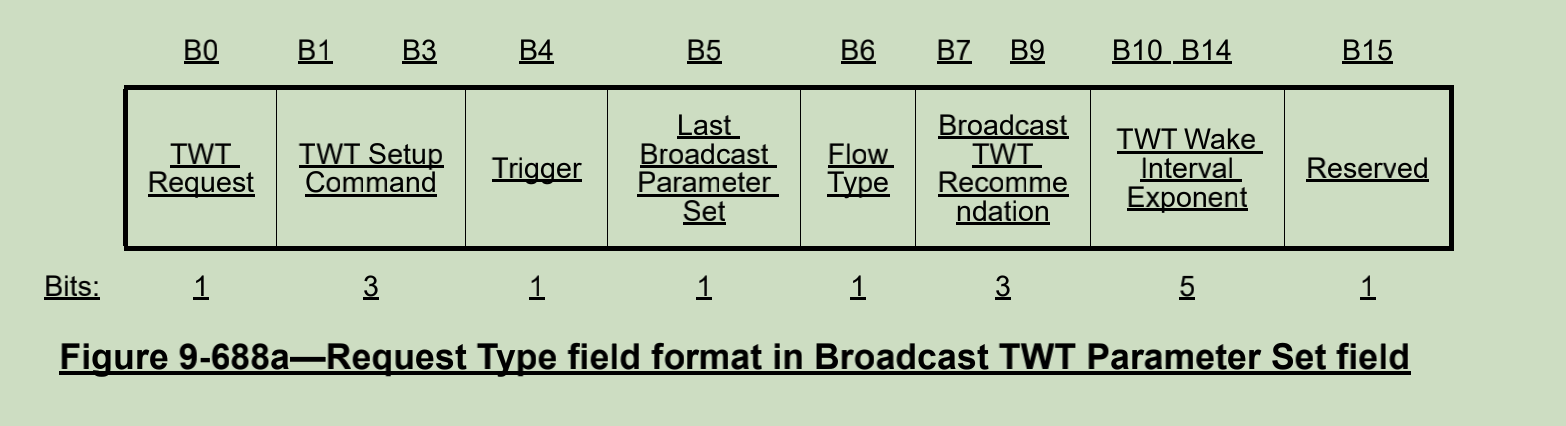 B0 B1 B3 B4 B5 B6 B7 B9 B10 B14 B15
TWT
Request
TWT Setup
Command
Trigger
Last
Broadcast
Parameter
Set
Flow
Type
Broadcast
TWT
Recomme
ndation
TWT Wake
Interval
Exponent
Reserved
Bits: 1 3 1 1 1 3 5 1
Figure 9-688a—Request Type field format in Broadcast TWT Parameter Set field